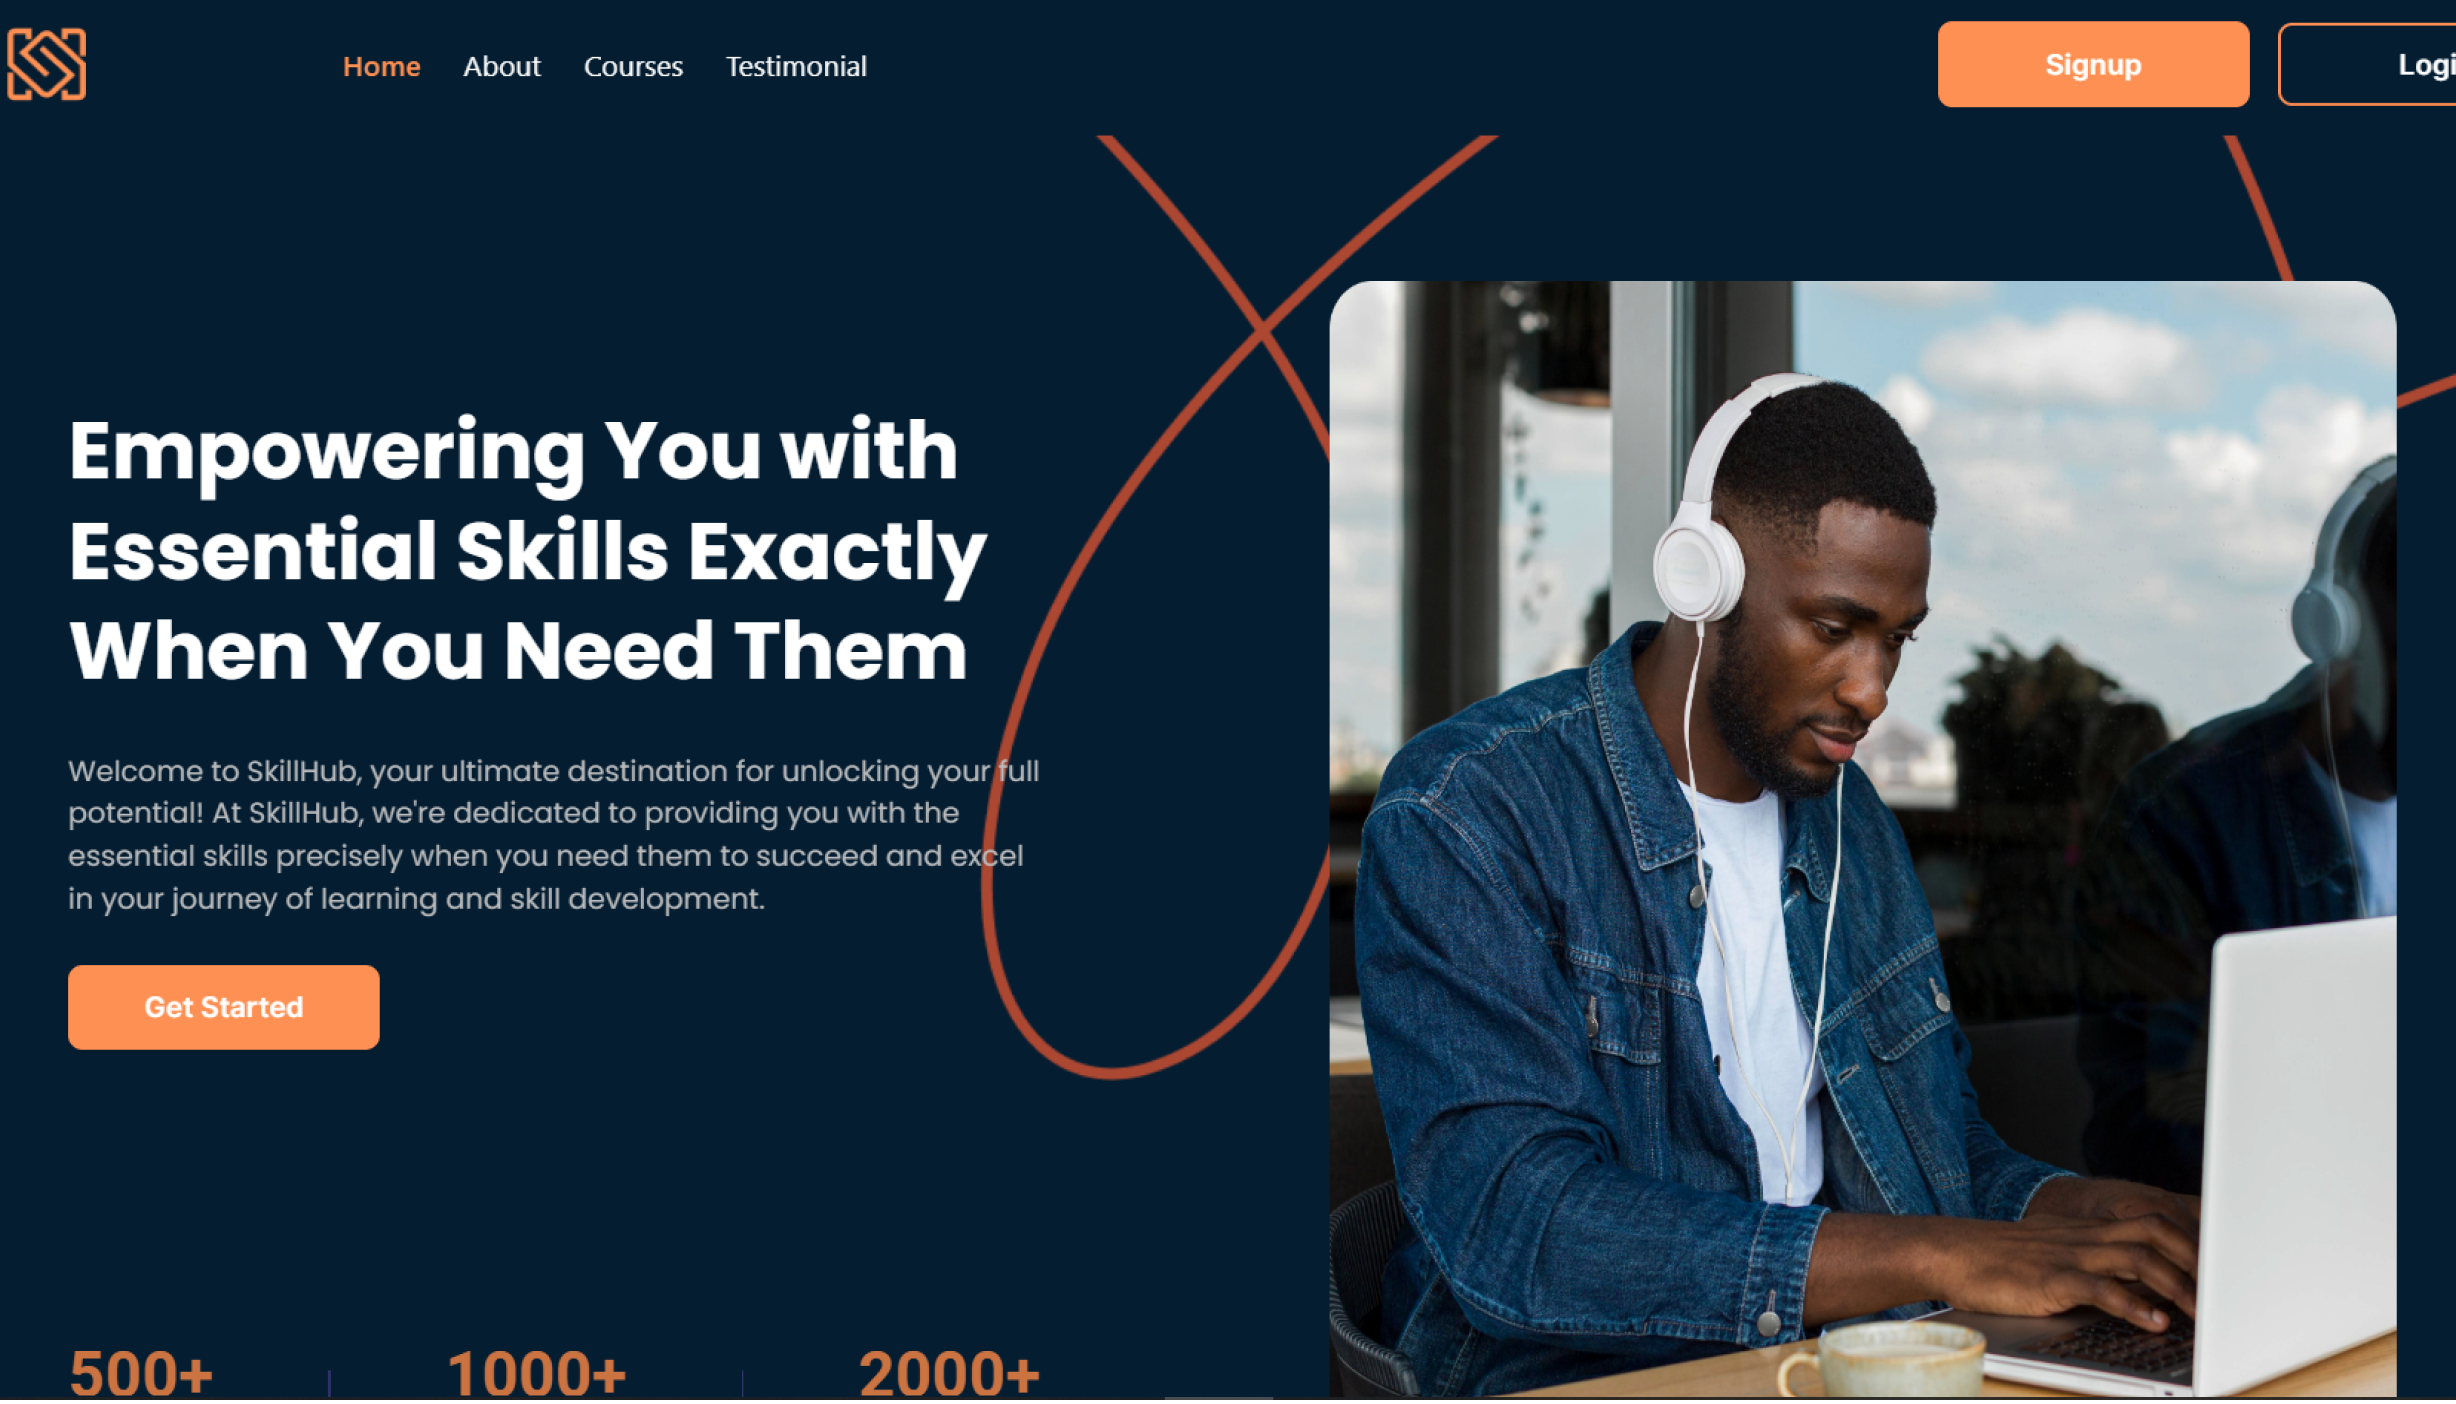 Home About Courses Testimonial Signup
Empowering You with
Essential Skills Exactly
When You Need Them
Welcome to SkillHub, your ultimate destination for unlocking your full
potential! At SkillHub, we're dedicated to providing you with the
essential skills precisely when you need them to succeed and excel
in your journey of learning and skill development.
Get Started
500+ 1000+ 2000+